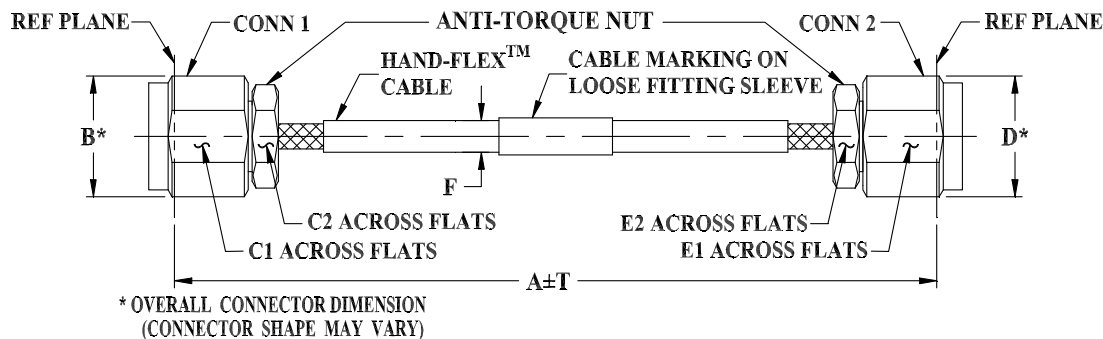 REF PLANE
CONN 1
ANTI-TORQUE NUT
CONN 2
REF PLANE
HAND-FLEX™
CABLE
CABLE MARKING ON
LOOSE FITTING SLEEVE
B*
D*
F
C2 ACROSS FLATS
E2 ACROSS FLATS
C1 ACROSS FLATS
E1 ACROSS FLATS
A±T
* OVERALL CONNECTOR DIMENSION
(CONNECTOR SHAPE MAY VARY)